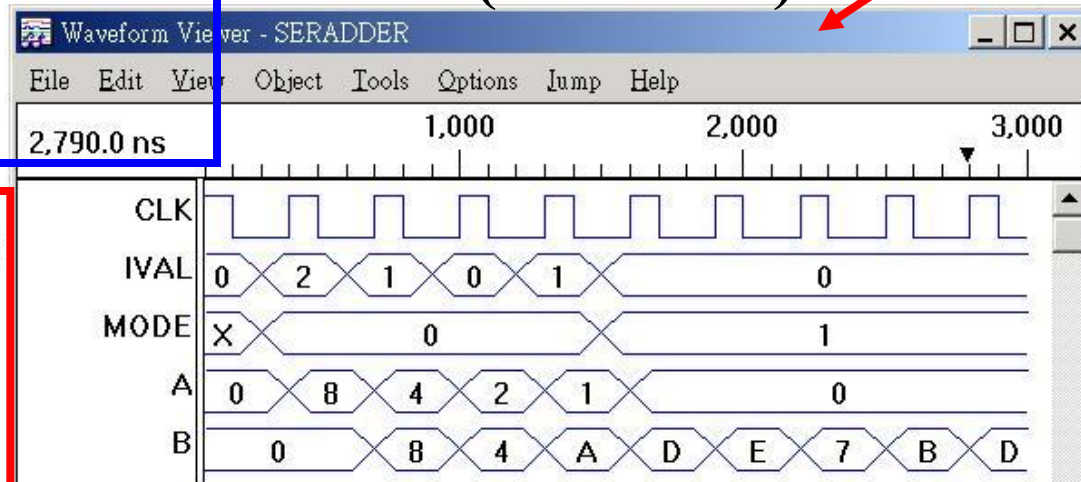 Waveform Viewer - SERADDER
File Edit View Object Tools Options Jump Help
2,790.0 ns 1,000 2,000 3,000
CLK
IVAL 0 2 1 0 1 0
MODE X 0 1
A 0 8 4 2 1 0
B 0 8 4 A D E 7 B D